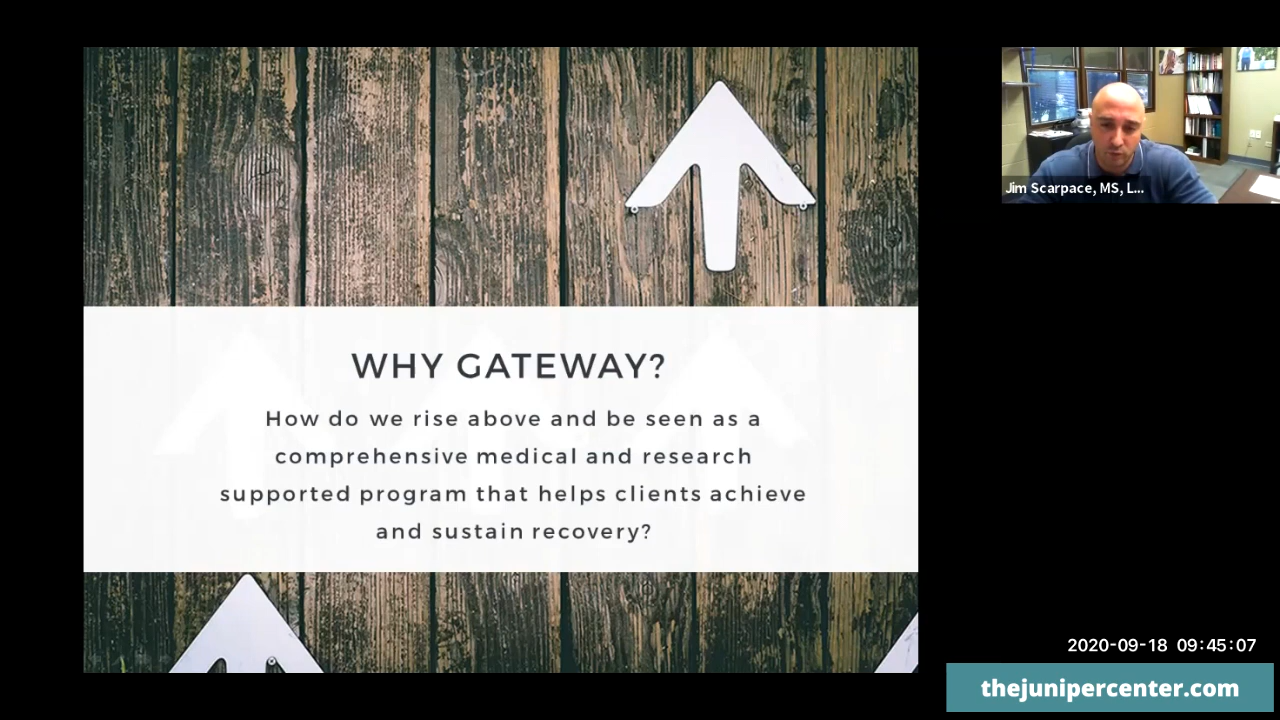 WHY GATEWAY?
How do we rise above and be seen as a
comprehensive medical and research
supported program that helps clients achieve
and sustain recovery?
Jim Scarpace, MS, L...
2020-09-18 09:45:07
thejunipercenter.com